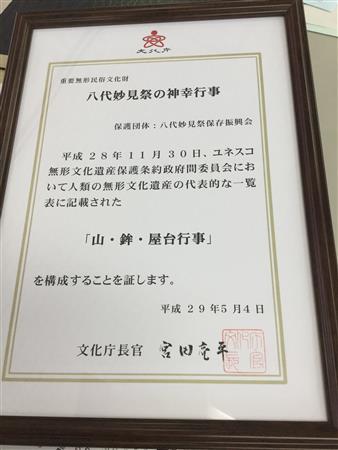 文化庁
重要無形民俗文化財
八代妙見祭の神幸行事
保護団体：八代妙見祭保存振興会
平成２８年１１月３０日、ユネスコ
無形文化遺産保護条約政府間委員会にお
いて人類の無形文化遺産の代表的な一覧
表に記載された
「山・鉾・屋台行事」
を構成することを証します。
平成２９年５月４日
文化庁長官 宮田亮平